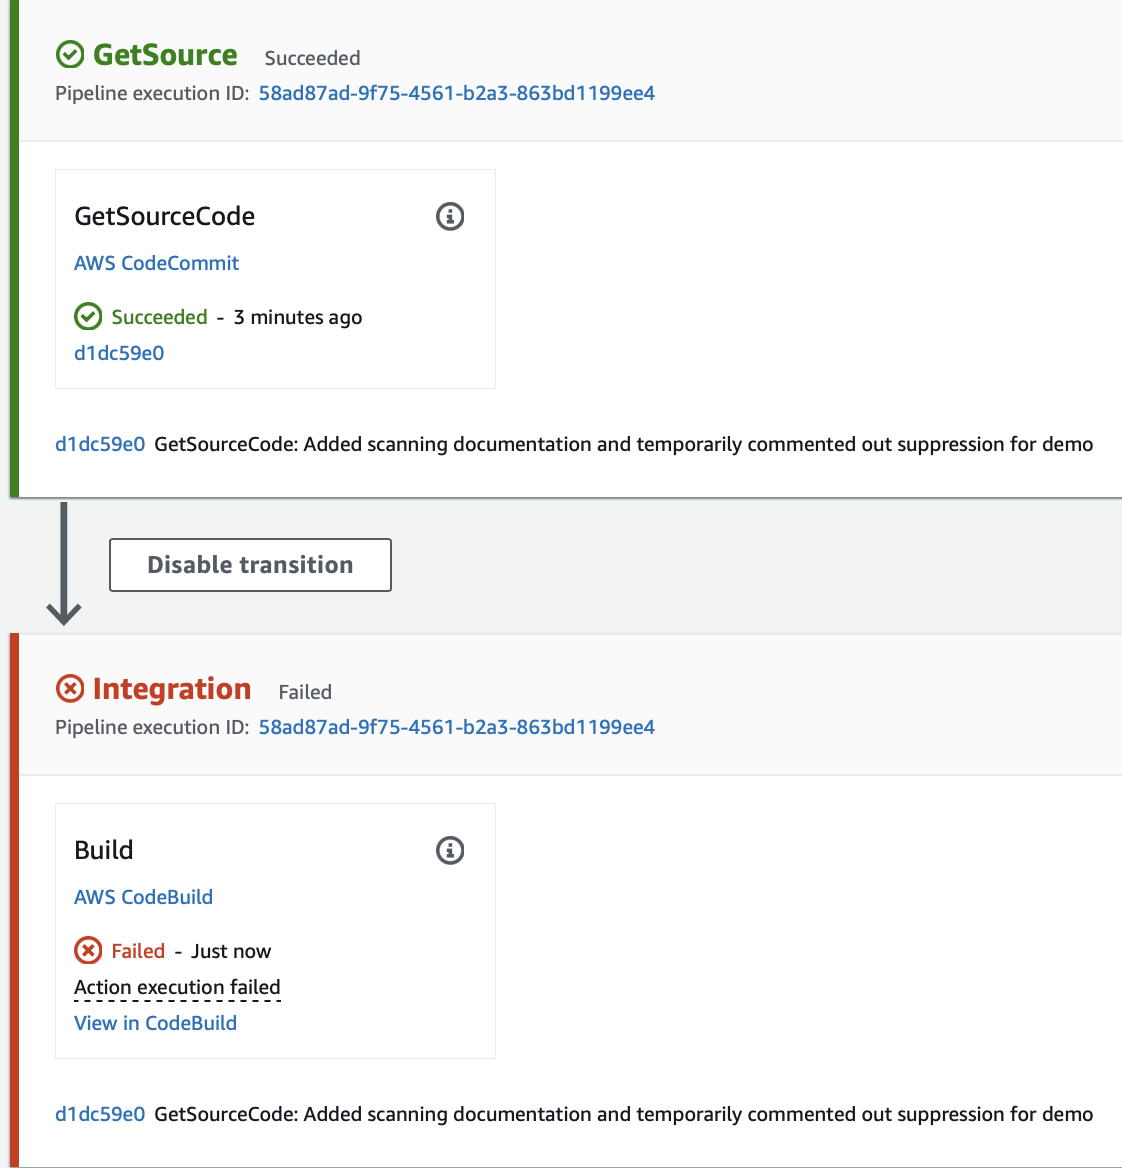 GetSource Succeeded
Pipeline execution ID: 58ad87ad-9f75-4561-b2a3-863bd1199ee4
GetSourceCode
AWS CodeCommit
Succeeded - 3 minutes ago
d1dc59e0
d1dc59e0 GetSourceCode: Added scanning documentation and temporarily commented out suppression for demo
Disable transition
Integration Failed
Pipeline execution ID: 58ad87ad-9f75-4561-b2a3-863bd1199ee4
Build
AWS CodeBuild
Failed - Just now
Action execution failed
View in CodeBuild
d1dc59e0 GetSourceCode: Added scanning documentation and temporarily commented out suppression for demo